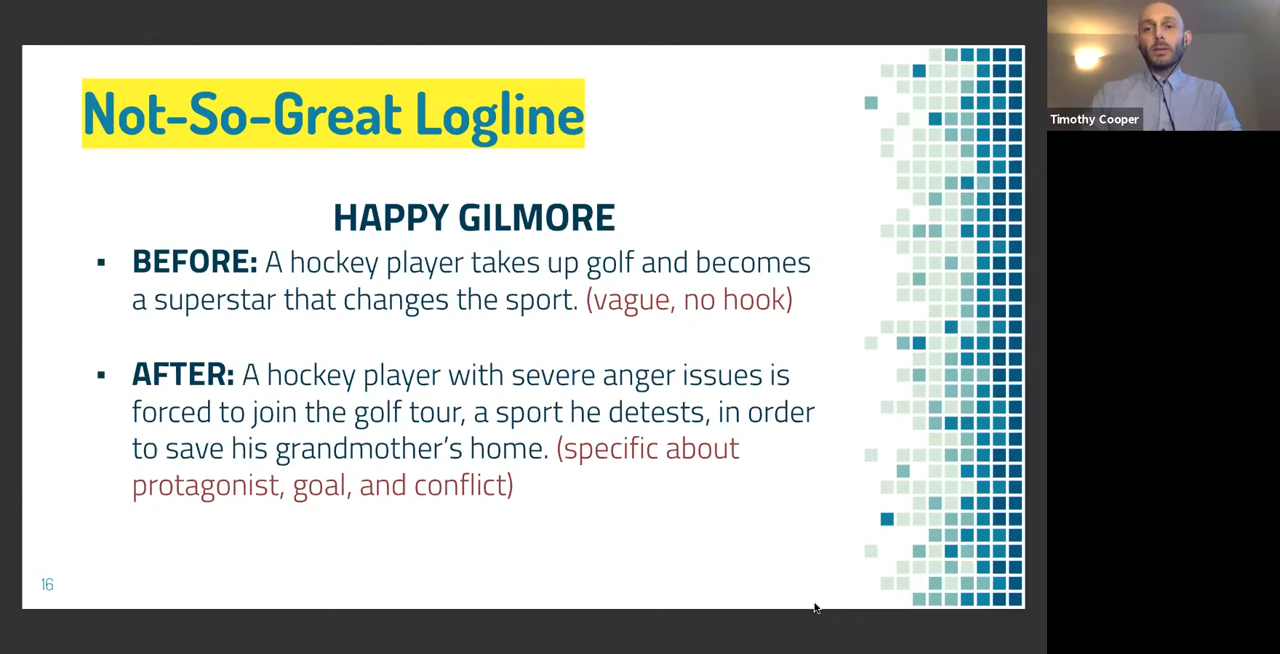 Not-So-Great Logline
HAPPY GILMORE
▪ BEFORE: A hockey player takes up golf and becomes
a superstar that changes the sport. (vague, no hook)
▪ AFTER: A hockey player with severe anger issues is
forced to join the golf tour, a sport he detests, in order
to save his grandmother’s home. (specific about
protagonist, goal, and conflict)
16
Timothy Cooper